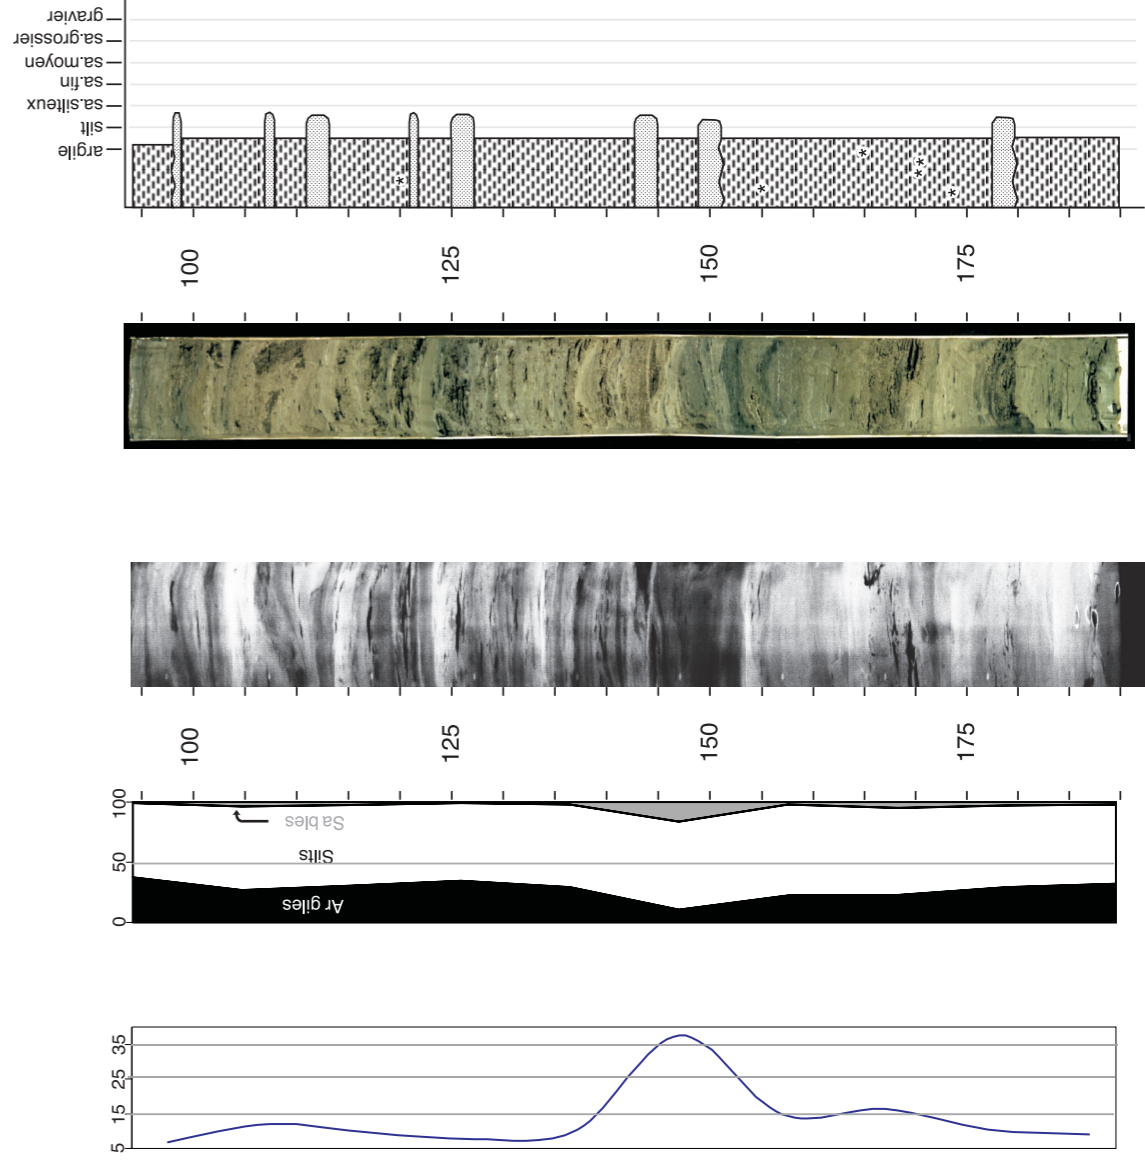 gravier
sa.grossier
sa.moyen
sa.fin
sa.silteux
silt
argile
* * * * * *
100 125 150 175
100 125 150 175
100
50
0
Sables
Silts
Argiles
35
25
15
5